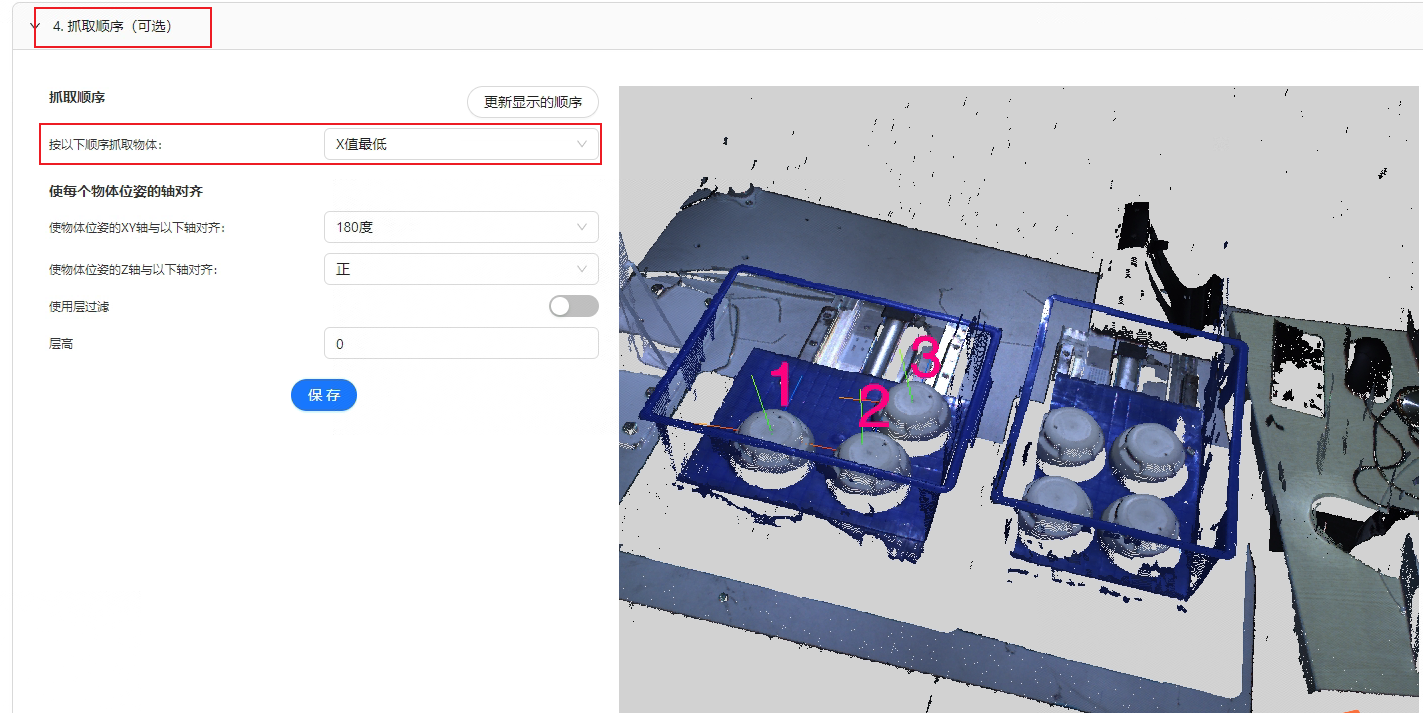 4. 抓取顺序（可选）
抓取顺序
更新显示的顺序
按以下顺序抓取物体：
X值最低
使每个物体位姿的轴对齐
使物体位姿的XY轴与以下轴对齐：
180度
使物体位姿的Z轴与以下轴对齐：
正
使用层过滤
层高
0
保存
1
2
3